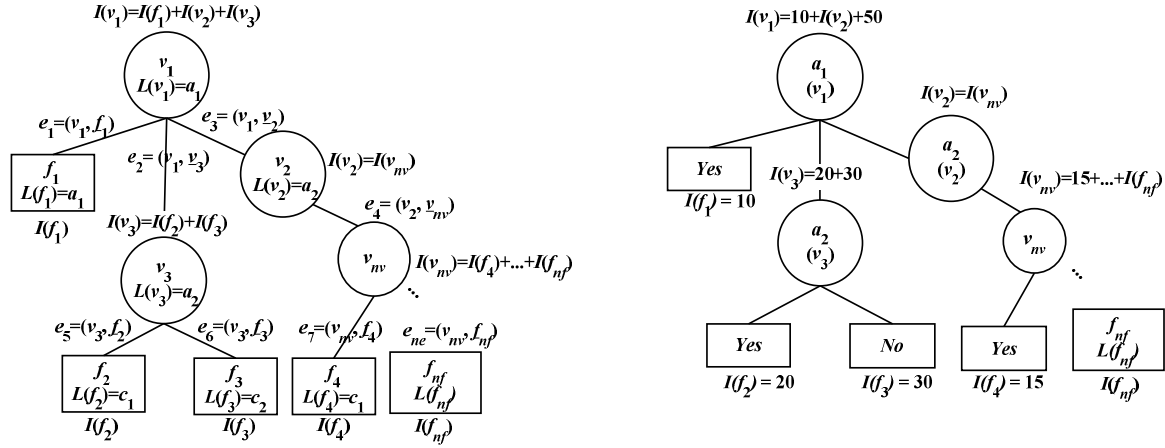 I(v1)=I(f1)+I(v2)+I(v3)
v1
L(v1)=a1
e1=(v1, f1)
e3= (v1, v2)
e2= (v1, v3)
f1
L(f1)=a1
I(f1)
v2
L(v2)=a2
I(v2)=I(vnv)
e4= (v2, vnv)
I(v3)=I(f2)+I(f3)
v3
L(v3)=a2
vnv
I(vnv)=I(f4)+...+I(fnf)
...
e5=(v3, f2)
e6=(v3, f3)
e7=(vnv, f4)
ene=(vnv, fnf)
f2
L(f2)=c1
I(f2)
f3
L(f3)=c2
I(f3)
f4
L(f4)=c1
I(f4)
fnf
L(fnf)
I(fnf)
I(v1)=10+I(v2)+50
a1
(v1)
I(v2)=I(vnv)
Yes
I(f1) = 10
I(v3)=20+30
a2
(v2)
I(vnv)=15+...+I(fnf)
a2
(v3)
vnv
...
Yes
I(f2) = 20
No
I(f3) = 30
Yes
I(f4) = 15
fnf
L(fnf)
I(fnf)